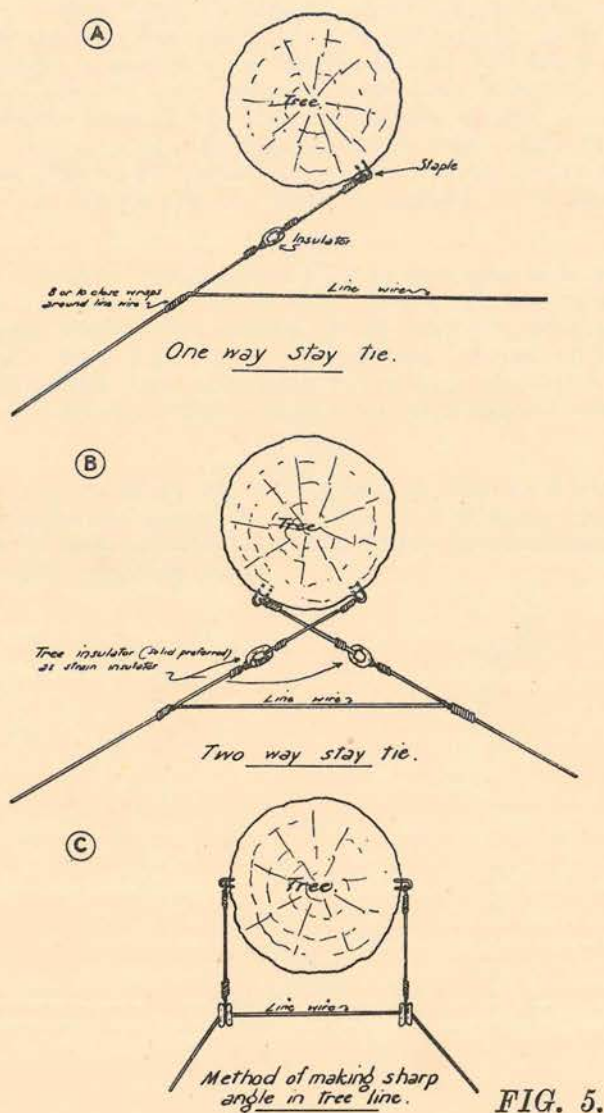 A
Tree.
Staple
Insulator
8 or 10 close wraps
around line wire
Line wire
One way stay tie.
B
Tree
Tree insulator (solid preferred)
as strain insulator
Line wire
Two way stay tie.
C
Tree.
Line wire
Method of making sharp
angle in tree line.
FIG. 5.